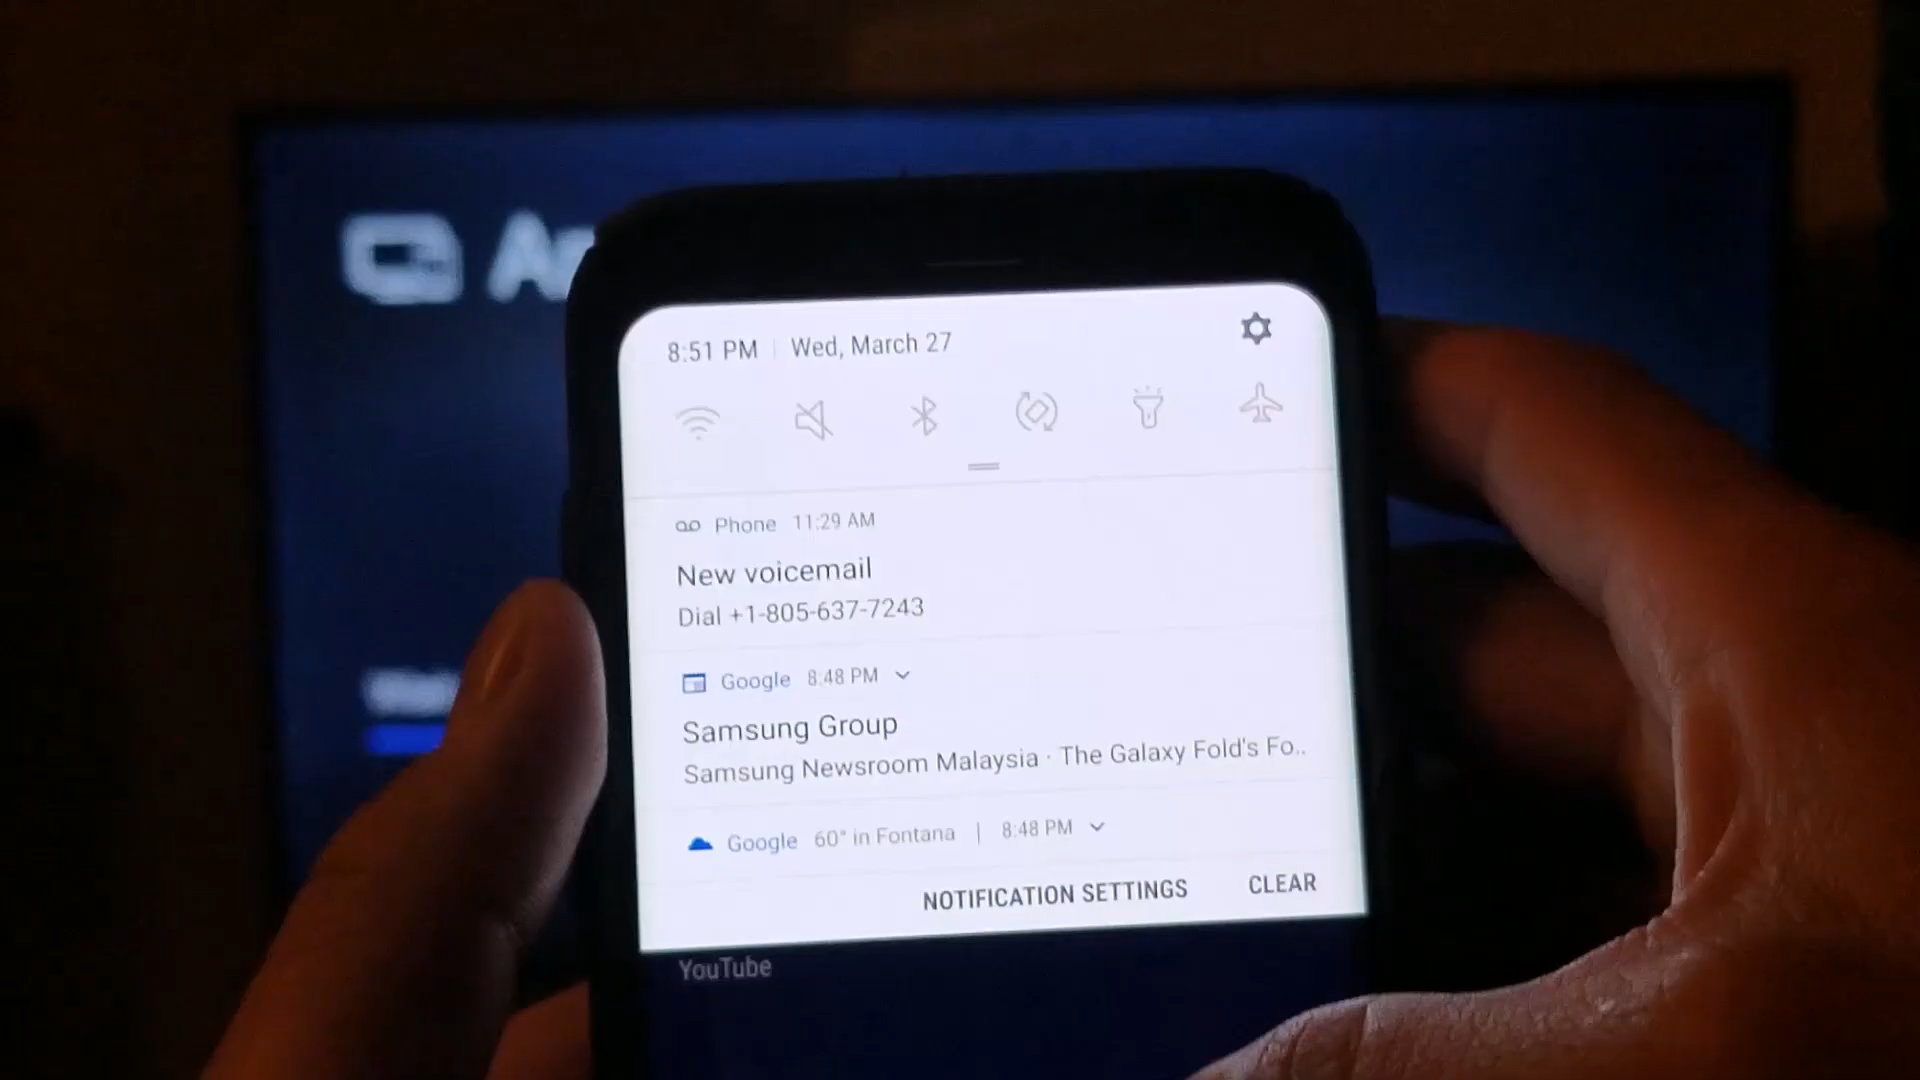 8:51 PM | Wed, March 27
Phone 11:29 AM
New voicemail
Dial +1-805-637-7243
Google 8:48 PM
Samsung Group
Samsung Newsroom Malaysia · The Galaxy Fold's Fo..
Google 60° in Fontana | 8:48 PM
NOTIFICATION SETTINGS CLEAR
YouTube